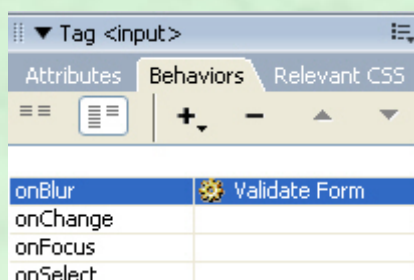 Tag <input>
Attributes Behaviors Relevant CSS
onBlur Validate Form
onChange
onFocus
onSelect